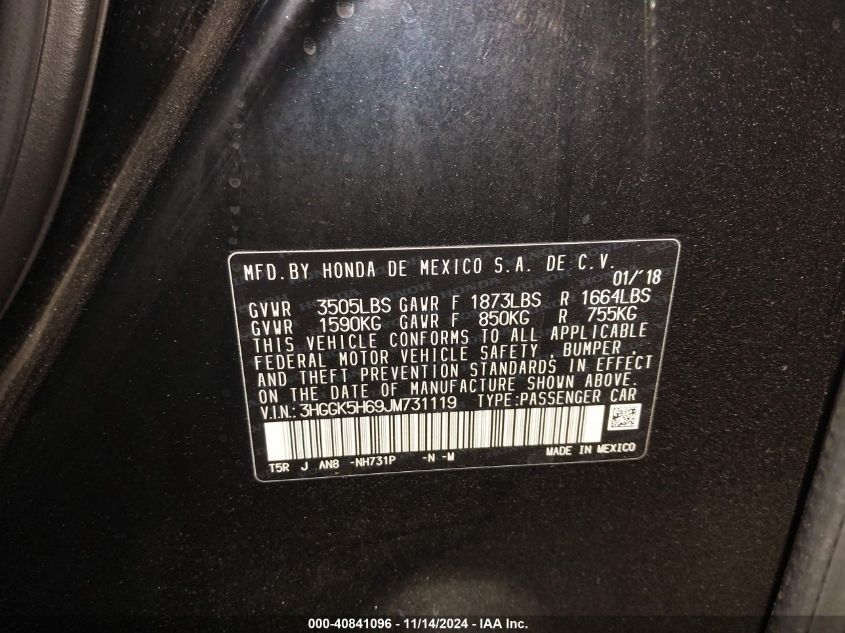 MFD. BY HONDA DE MEXICO S.A. DE C.V.
01/'18
GVWR 3505LBS GAWR F 1873LBS R 1664LBS
GVWR 1590KG GAWR F 850KG R 755KG
THIS VEHICLE CONFORMS TO ALL APPLICABLE
FEDERAL MOTOR VEHICLE SAFETY , BUMPER ,
AND THEFT PREVENTION STANDARDS IN EFFECT
ON THE DATE OF MANUFACTURE SHOWN ABOVE.
V.I.N.: 3HGGK5H69JM731119 TYPE:PASSENGER CAR
T5R J AN8 -NH731P -N -M MADE IN MEXICO
000-40841096 - 11/14/2024 - IAA Inc.